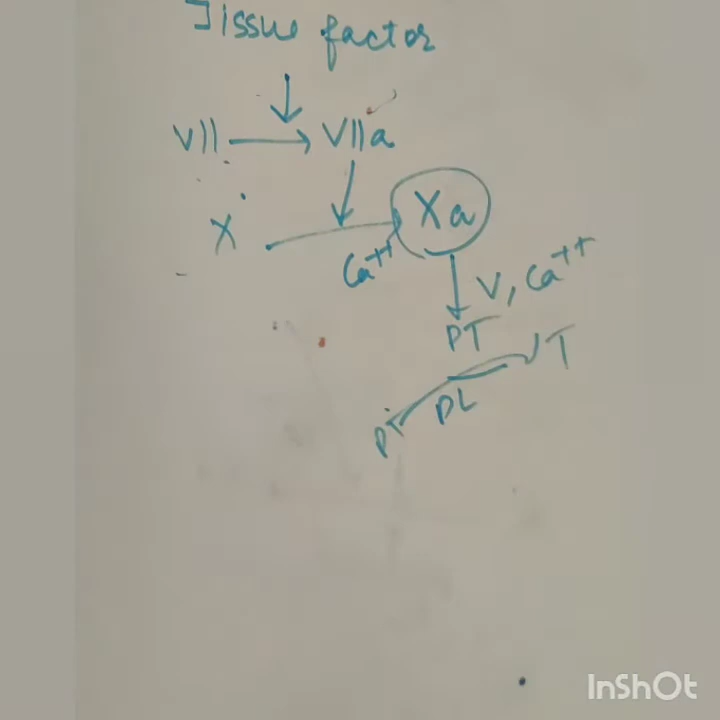 Tissue factor
VII → VIIa
X → Xa
Ca++
V, Ca++
PT
T
PL
PT
InShOt